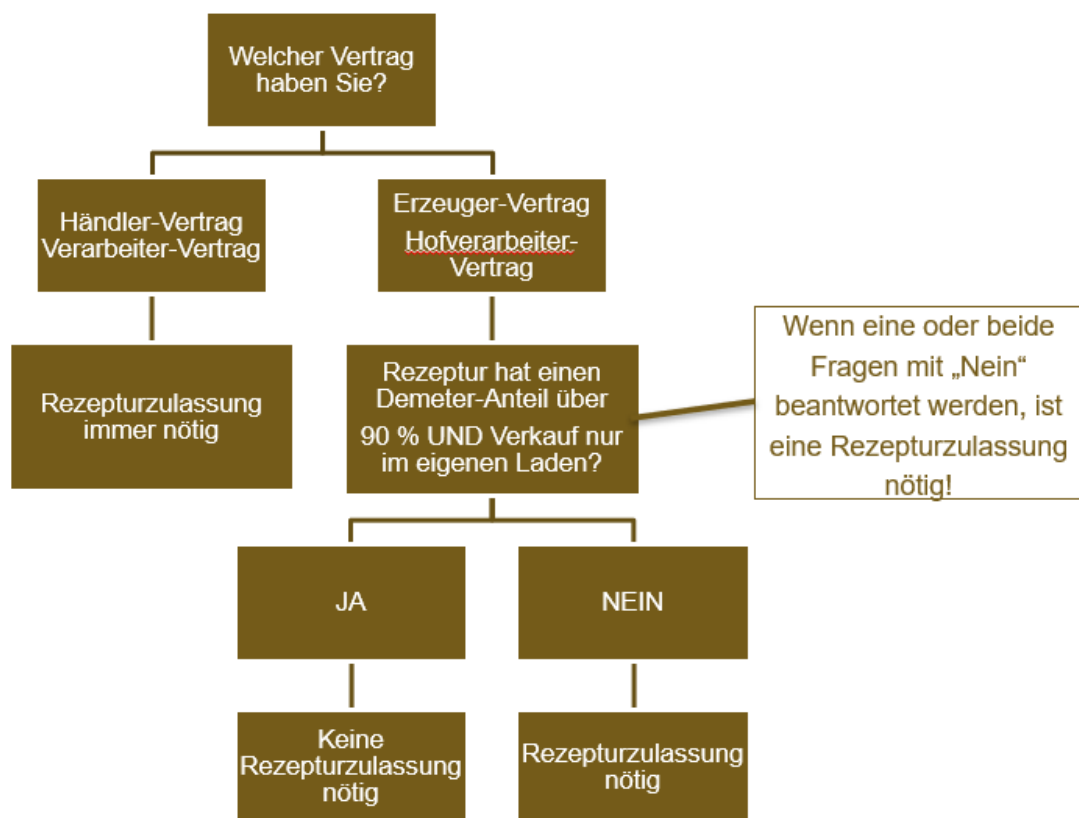 Welcher Vertrag
haben Sie?
Händler-Vertrag
Verarbeiter-Vertrag
Erzeuger-Vertrag
Hofverarbeiter-
Vertrag
Rezepturzulassung
immer nötig
Rezeptur hat einen
Demeter-Anteil über
90 % UND Verkauf nur
im eigenen Laden?
Wenn eine oder beide
Fragen mit „Nein“
beantwortet werden, ist
eine Rezepturzulassung
nötig!
JA
NEIN
Keine
Rezepturzulassung
nötig
Rezepturzulassung
nötig